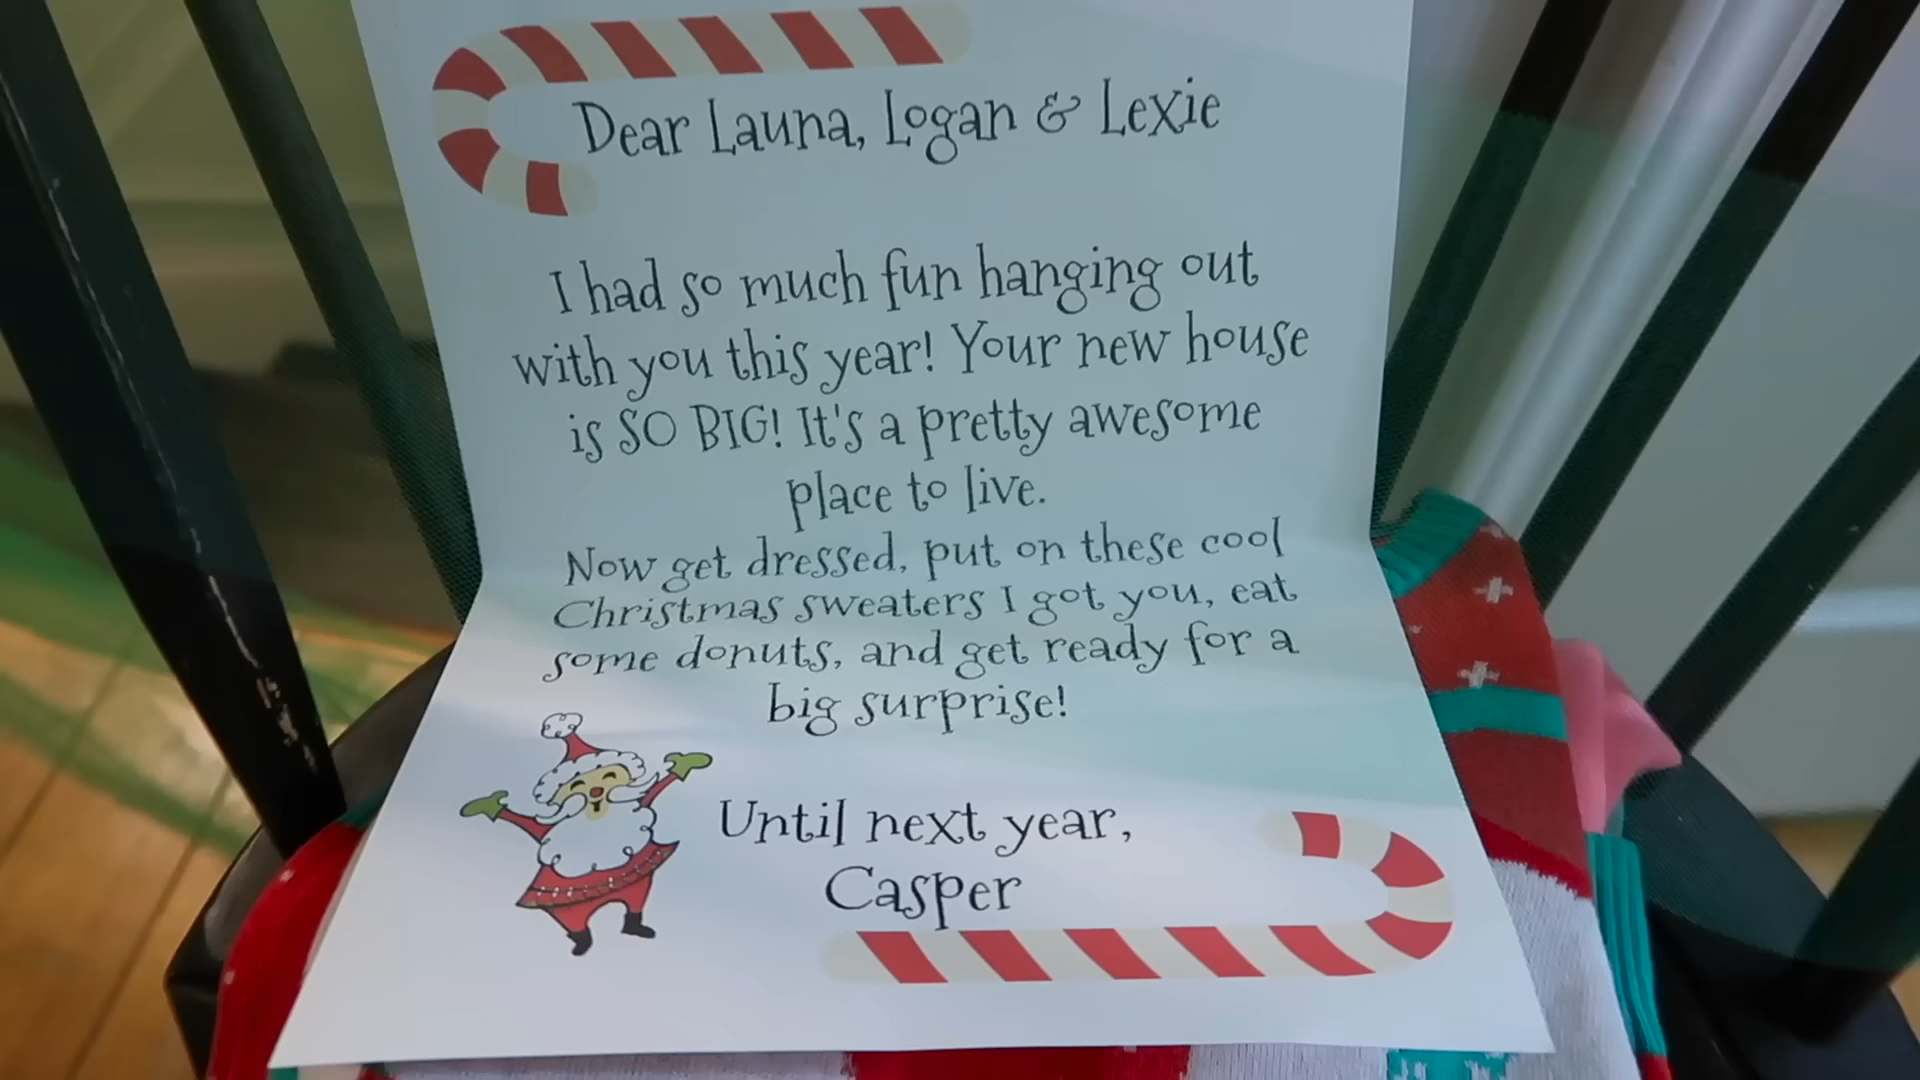 Dear Launa, Logan & Lexie
I had so much fun hanging out
with you this year! Your new house
is SO BIG! It's a pretty awesome
place to live.
Now get dressed, put on these cool
Christmas sweaters I got you, eat
some donuts, and get ready for a
big surprise!
Until next year,
Casper